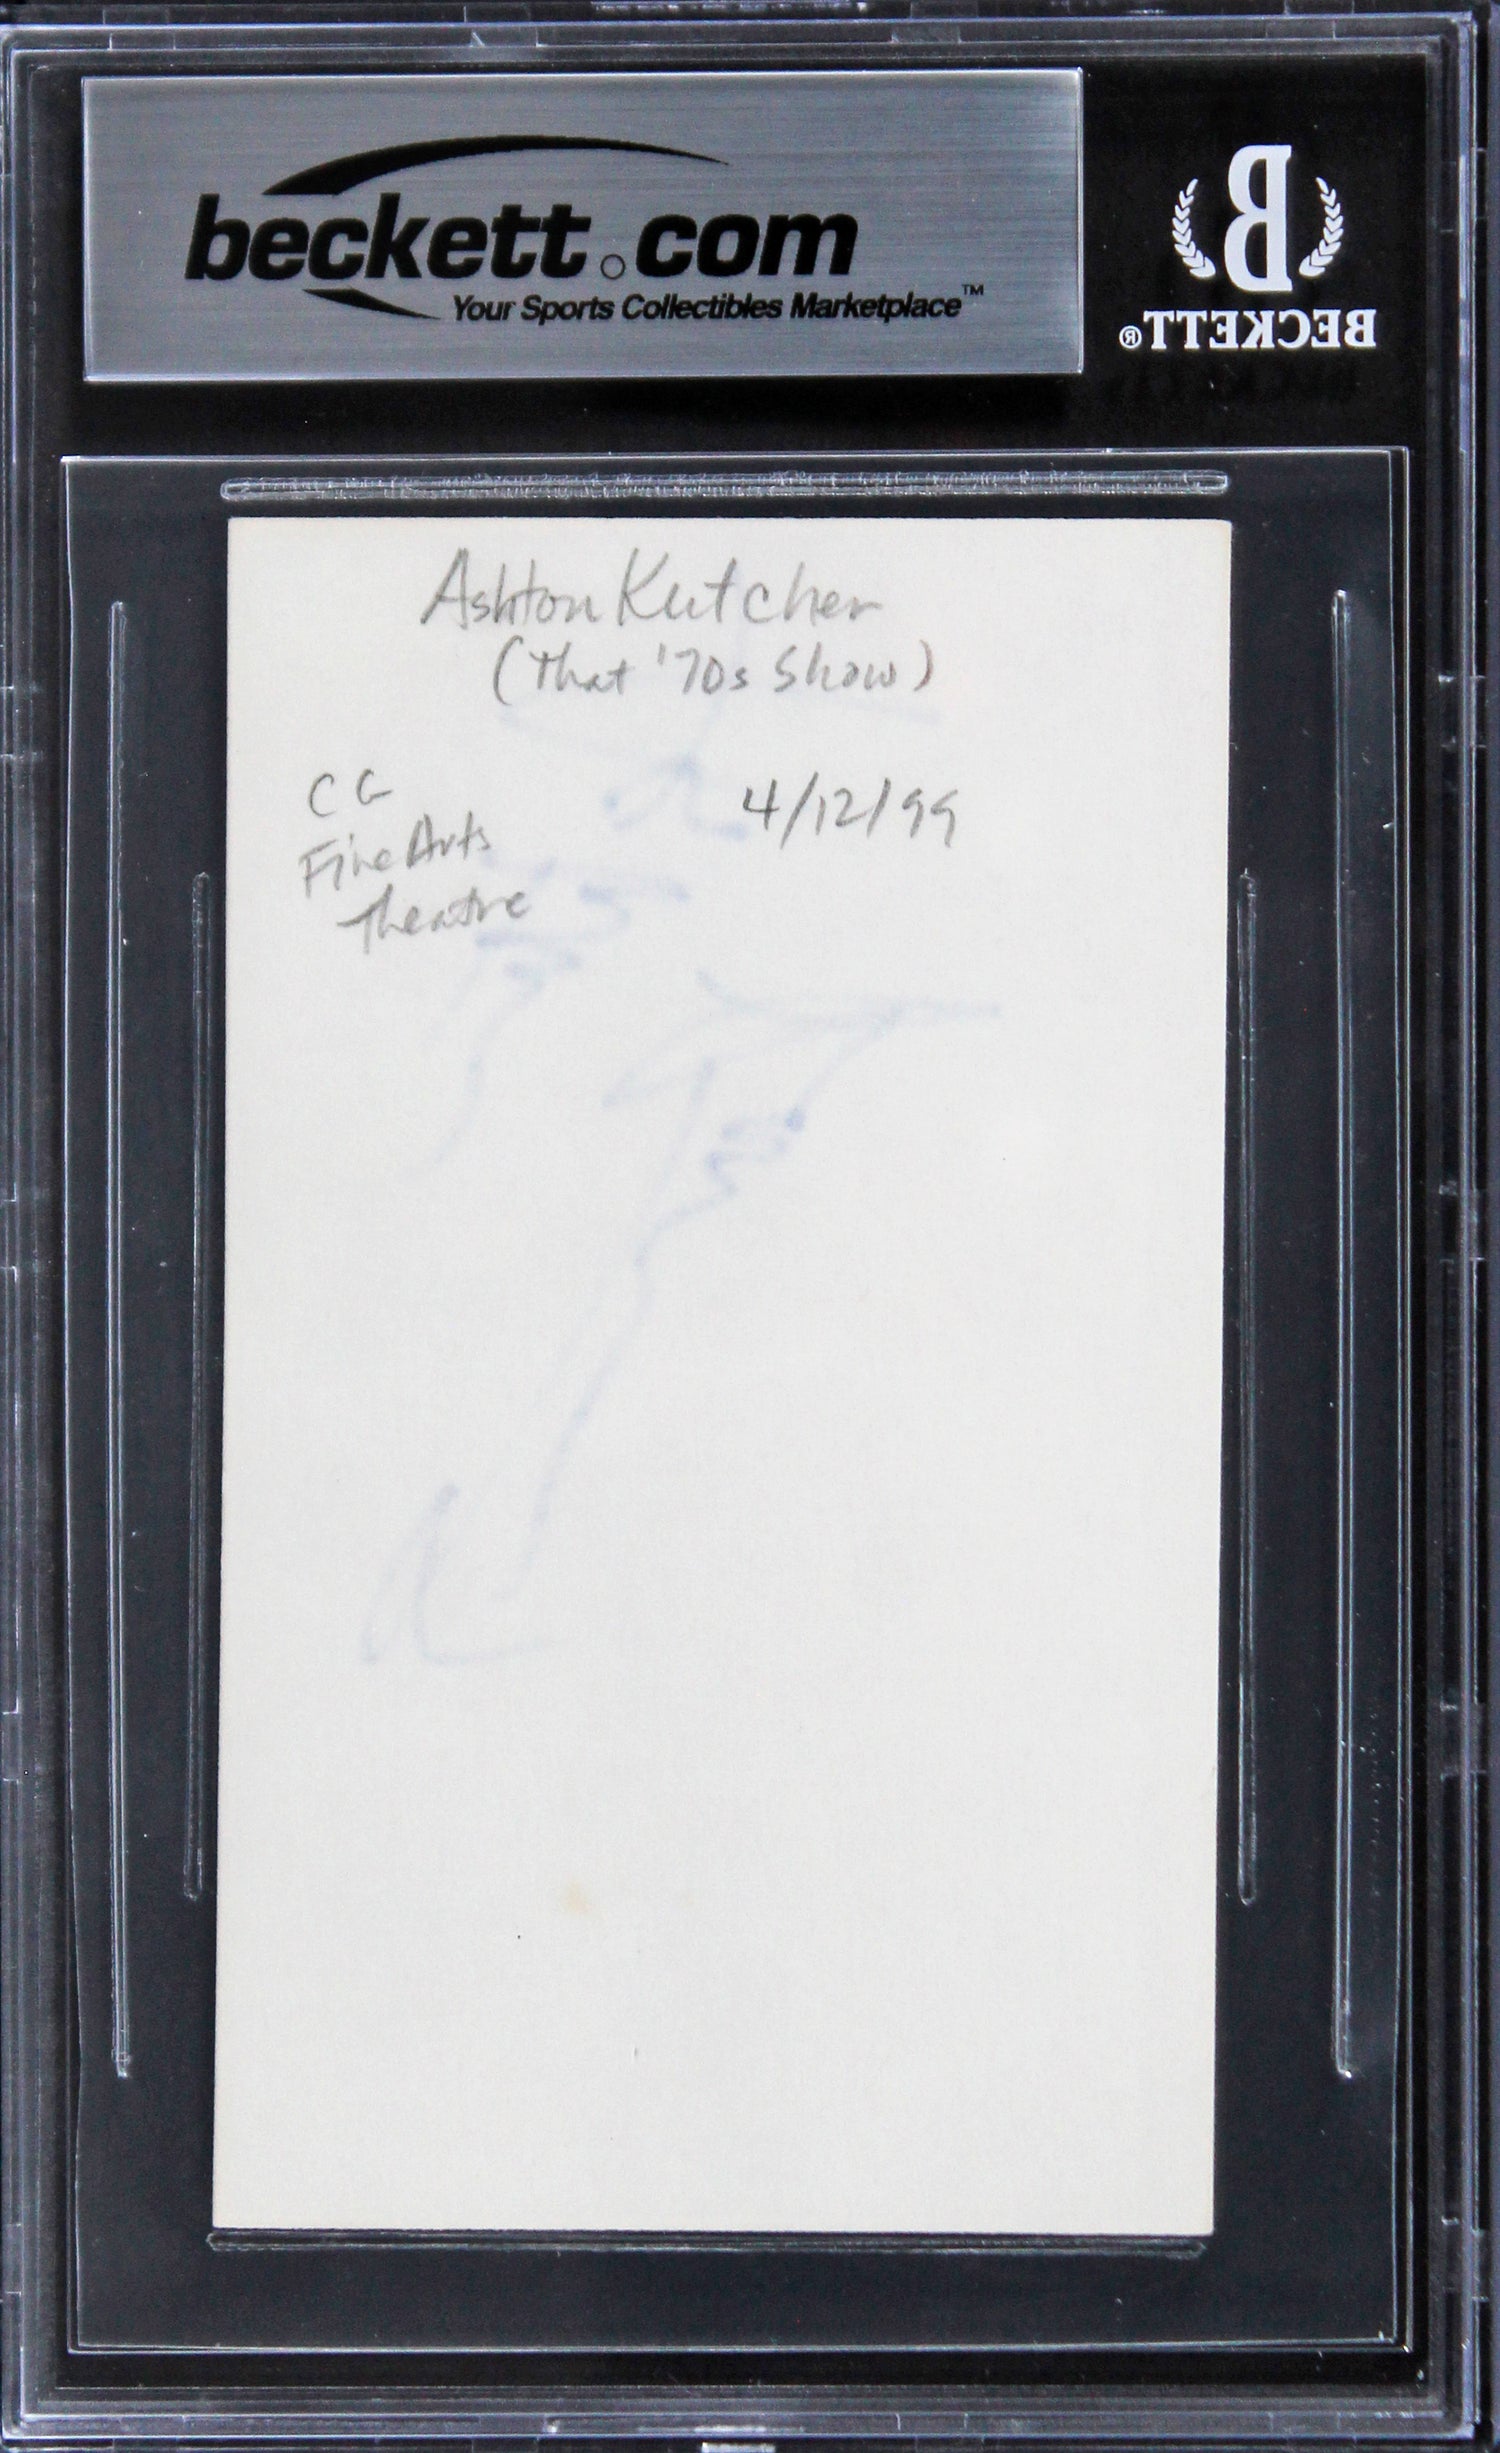 beckett.com
Your Sports Collectibles Marketplace™
B
BECKETT®
Ashton Kutcher
(That '70s Show)
CG
Fine Arts
Theatre
4/12/99